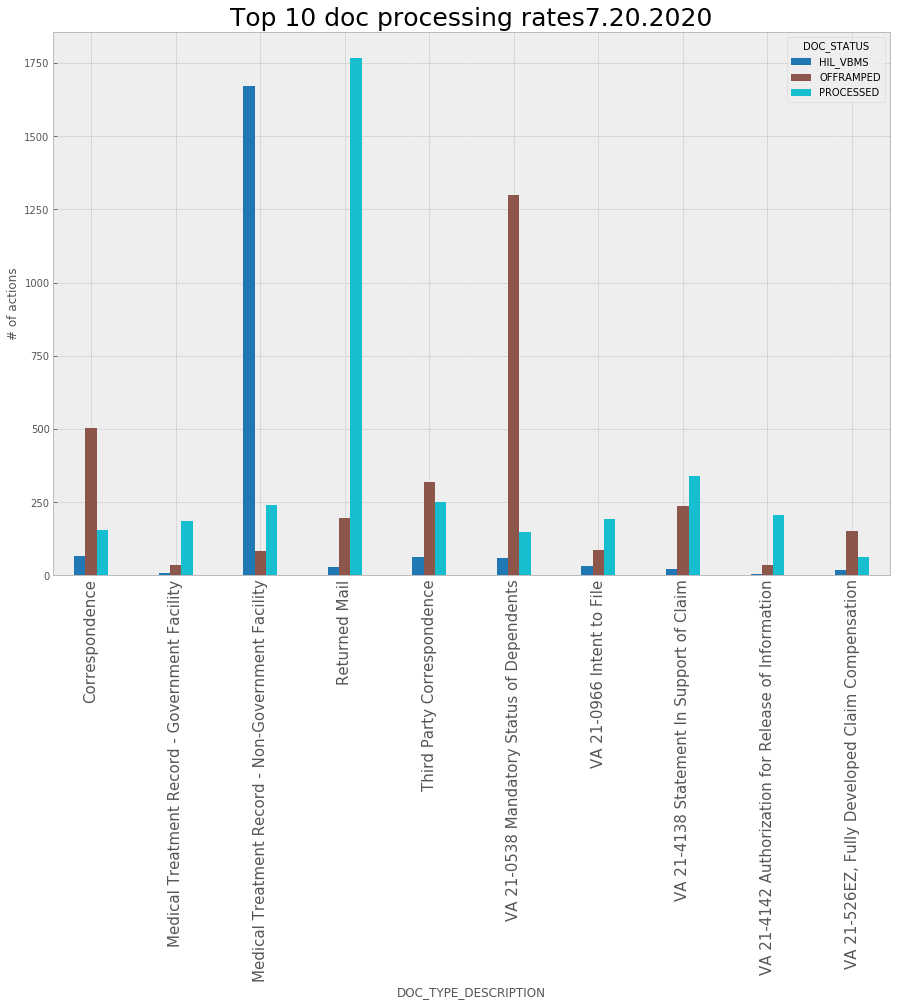 Top 10 doc processing rates7.20.2020
DOC_STATUS
HIL_VBMS
OFFRAMPED
PROCESSED
# of actions
1750
1500
1250
1000
750
500
250
0
Correspondence
Medical Treatment Record - Government Facility
Medical Treatment Record - Non-Government Facility
Returned Mail
Third Party Correspondence
VA 21-0538 Mandatory Status of Dependents
VA 21-0966 Intent to File
VA 21-4138 Statement In Support of Claim
VA 21-4142 Authorization for Release of Information
VA 21-526EZ, Fully Developed Claim Compensation
DOC_TYPE_DESCRIPTION